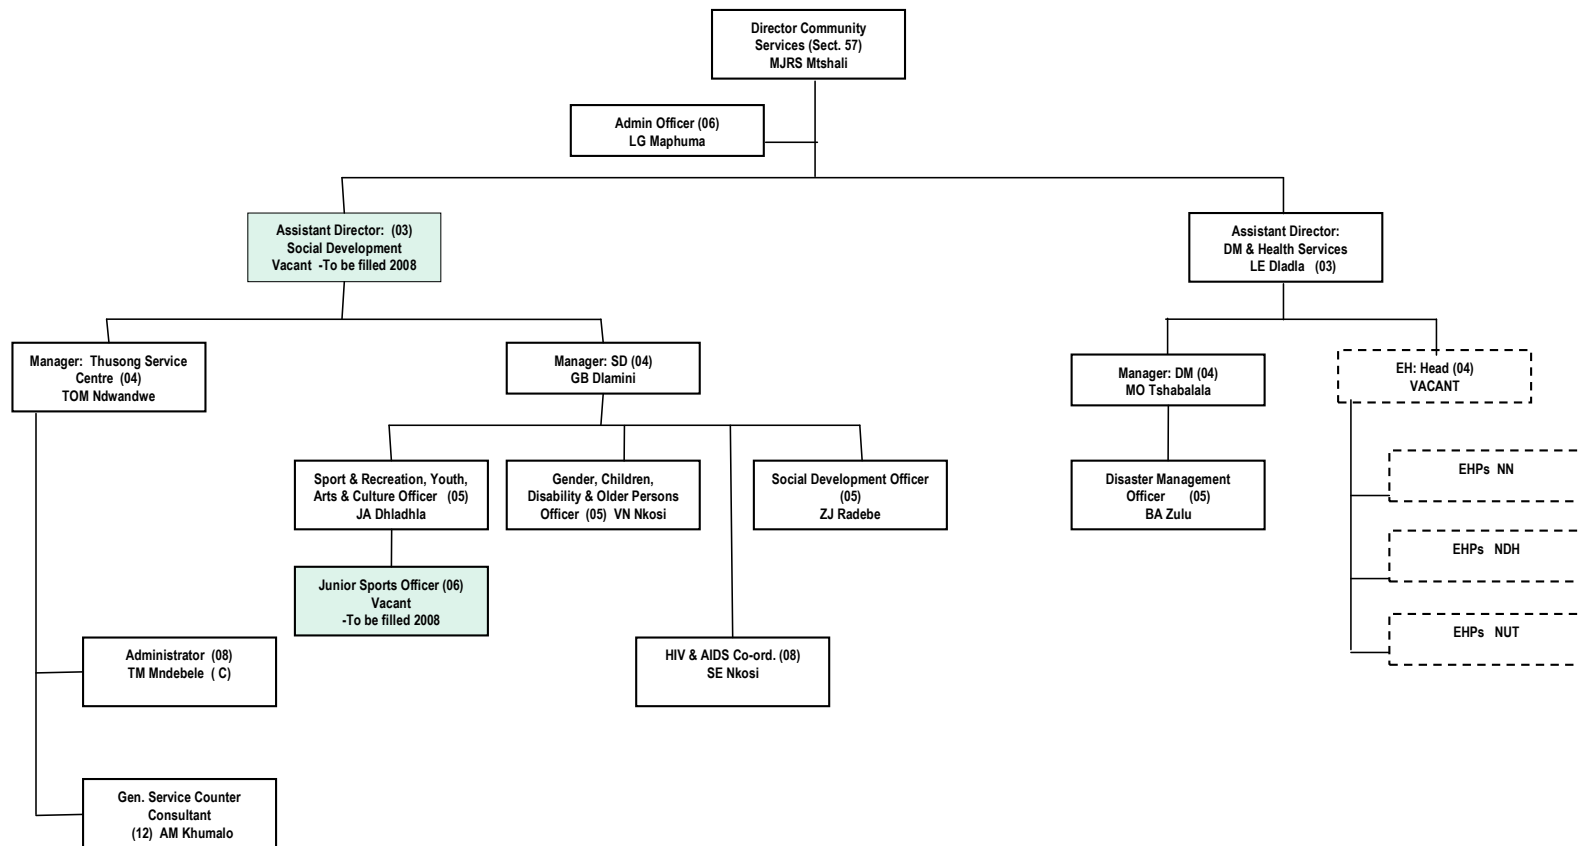 Director Community
Services (Sect. 57)
MJRS Mtshali
Admin Officer (06)
LG Maphuma
Assistant Director: (03)
Social Development
Vacant -To be filled 2008
Assistant Director:
DM & Health Services
LE Dladla (03)
Manager: Thusong Service
Centre (04)
TOM Ndwandwe
Manager: SD (04)
GB Dlamini
Manager: DM (04)
MO Tshabalala
EH: Head (04)
VACANT
Sport & Recreation, Youth,
Arts & Culture Officer (05)
JA Dhladhla
Gender, Children,
Disability & Older Persons
Officer (05) VN Nkosi
Social Development Officer
(05)
ZJ Radebe
Disaster Management
Officer (05)
BA Zulu
EHPs NN
EHPs NDH
EHPs NUT
Junior Sports Officer (06)
Vacant
-To be filled 2008
Administrator (08)
TM Mndebele ( C)
HIV & AIDS Co-ord. (08)
SE Nkosi
Gen. Service Counter
Consultant
(12) AM Khumalo